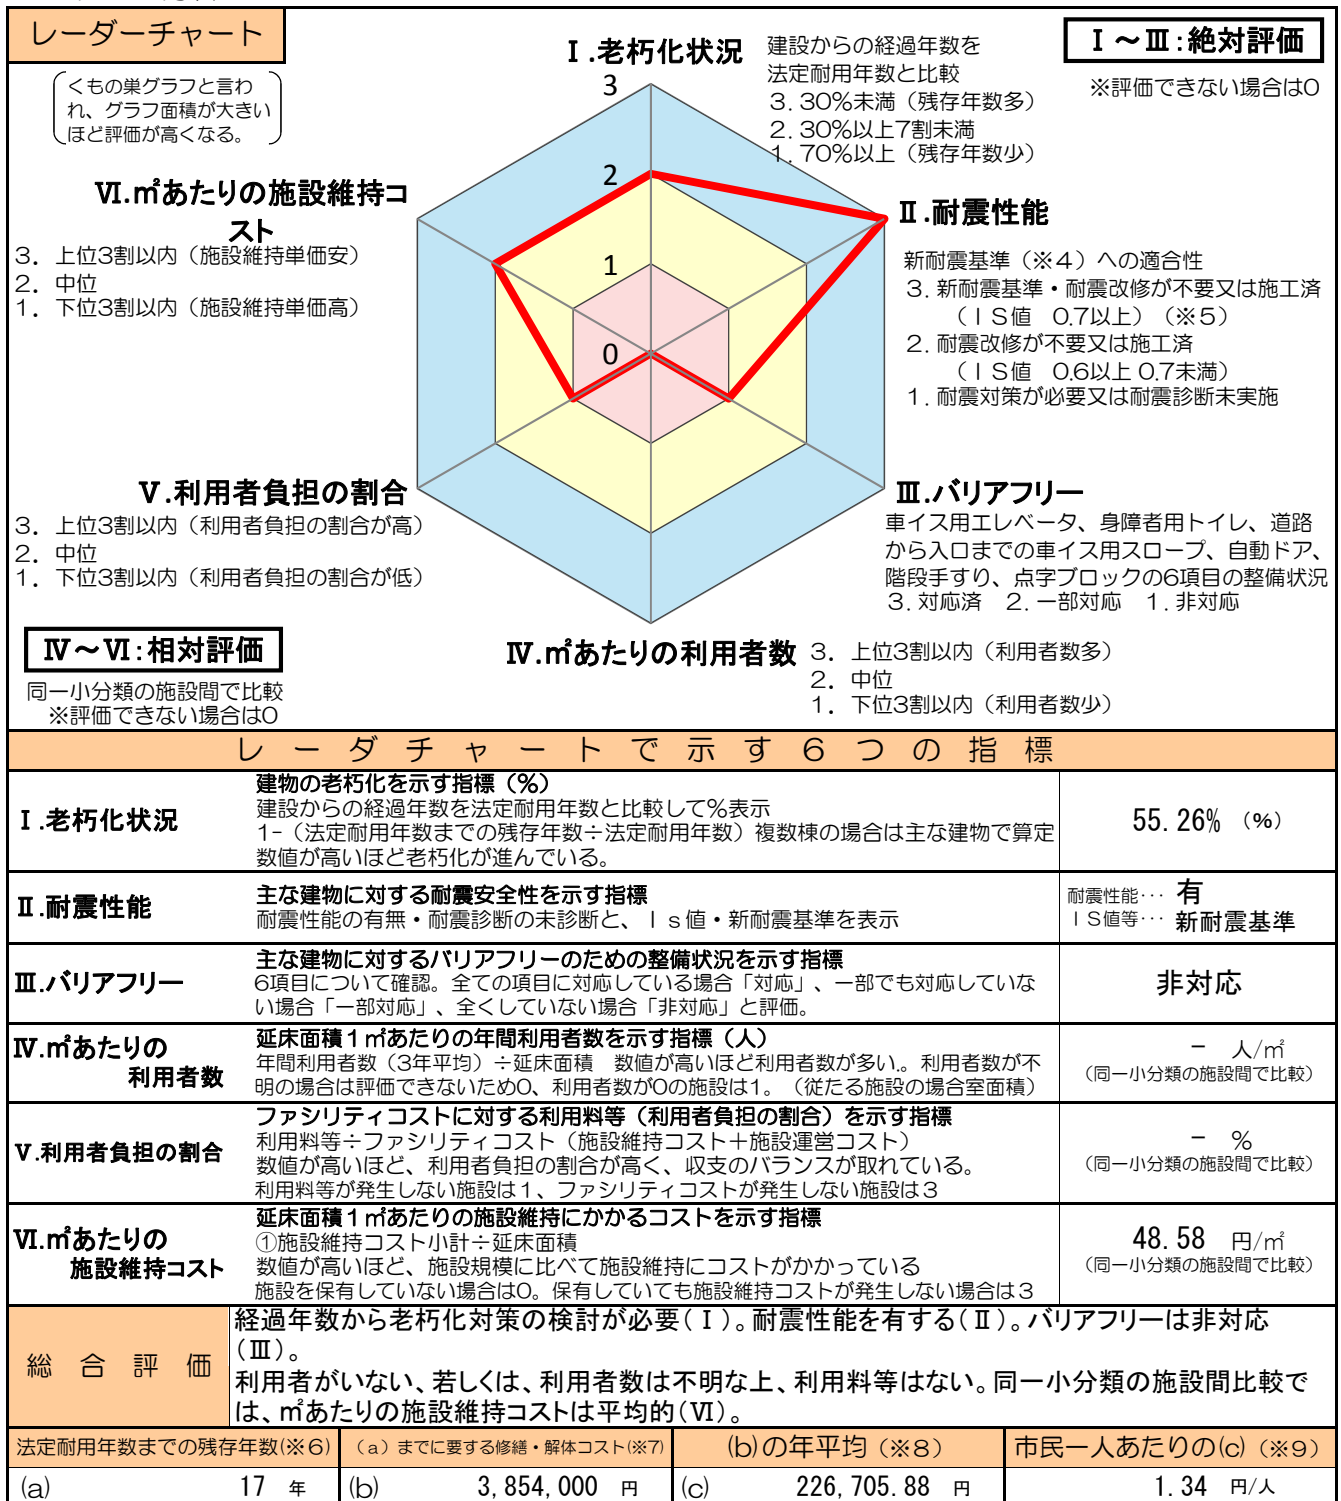 レーダーチャート
くもの巣グラフと言わ
れ、グラフ面積が大きい
ほど評価が高くなる。
Ⅰ～Ⅲ:絶対評価
※評価できない場合は0
Ⅰ.老朽化状況
建設からの経過年数を
法定耐用年数と比較
3.30%未満（残存年数多）
2.30%以上7割未満
1.70%以上（残存年数少）
3
2
1
0
Ⅱ.耐震性能
新耐震基準（※4）への適合性
3.新耐震基準・耐震改修が不要又は施工済
（IS値　0.7以上）（※5）
2.耐震改修が不要又は施工済
（IS値　0.6以上 0.7未満）
1.耐震対策が必要又は耐震診断未実施
Ⅲ.バリアフリー
車イス用エレベータ、身障者用トイレ、道路
から入口までの車イス用スロープ、自動ドア、
階段手すり、点字ブロックの6項目の整備状況
3.対応済　2.一部対応　1.非対応
Ⅳ.㎡あたりの利用者数
3.　上位3割以内（利用者数多）
2.　中位
1.　下位3割以内（利用者数少）
Ⅴ.利用者負担の割合
3.　上位3割以内（利用者負担の割合が高）
2.　中位
1.　下位3割以内（利用者負担の割合が低）
Ⅵ.㎡あたりの施設維持コ
スト
3.　上位3割以内（施設維持単価安）
2.　中位
1.　下位3割以内（施設維持単価高）
Ⅳ～Ⅵ:相対評価
同一小分類の施設間で比較
※評価できない場合は0
レーダチャートで示す6つの指標
Ⅰ.老朽化状況
建物の老朽化を示す指標（%）
建設からの経過年数を法定耐用年数と比較して%表示
1-（法定耐用年数までの残存年数÷法定耐用年数）複数棟の場合は主な建物で算定
数値が高いほど老朽化が進んでいる。
55.26% （%）
Ⅱ.耐震性能
主な建物に対する耐震安全性を示す指標
耐震性能の有無・耐震診断の未診断と、Is値・新耐震基準を表示
耐震性能… 有
IS値等… 新耐震基準
Ⅲ.バリアフリー
主な建物に対するバリアフリーのための整備状況を示す指標
6項目について確認。全ての項目に対応している場合「対応」、一部でも対応していな
い場合「一部対応」、全くしていない場合「非対応」と評価。
非対応
Ⅳ.㎡あたりの
利用者数
延床面積1㎡あたりの年間利用者数を示す指標（人）
年間利用者数（3年平均）÷延床面積　数値が高いほど利用者数が多い。利用者数が不
明の場合は評価できないため0、利用者数が0の施設は1。（従たる施設の場合室面積）
－　人/㎡
（同一小分類の施設間で比較）
Ⅴ.利用者負担の割合
ファシリティコストに対する利用料等（利用者負担の割合）を示す指標
利用料等÷ファシリティコスト（施設維持コスト＋施設運営コスト）
数値が高いほど、利用者負担の割合が高く、収支のバランスが取れている。
利用料等が発生しない施設は1、ファシリティコストが発生しない施設は3
－　%
（同一小分類の施設間で比較）
Ⅵ.㎡あたりの
施設維持コスト
延床面積1㎡あたりの施設維持にかかるコストを示す指標
①施設維持コスト小計÷延床面積
数値が高いほど、施設規模に比べて施設維持にコストがかかっている
施設を保有していない場合は0。保有していても施設維持コストが発生しない場合は3
48.58　円/㎡
（同一小分類の施設間で比較）
総合評価
経過年数から老朽化対策の検討が必要(Ⅰ)。耐震性能を有する(Ⅱ)。バリアフリーは非対応
(Ⅲ)。
利用者がいない、若しくは、利用者数は不明な上、利用料等はない。同一小分類の施設間比較で
は、㎡あたりの施設維持コストは平均的(Ⅵ)。
法定耐用年数までの残存年数(※6)
（a）までに要する修繕・解体コスト(※7)
(b)の年平均（※8）
市民一人あたりの(c)（※9）
(a)　17　年
(b)　3,854,000　円
(c)　226,705.88　円
1.34　円/人